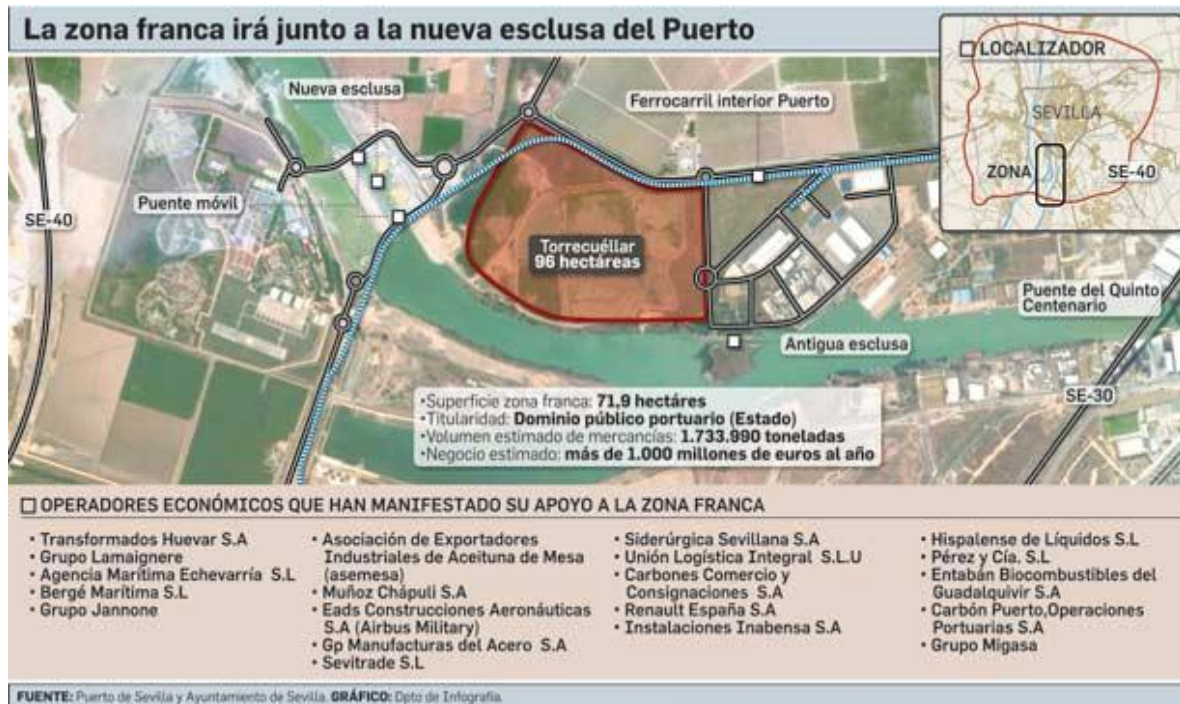 La zona franca irá junto a la nueva esclusa del Puerto
LOCALIZADOR
SEVILLA
ZONA
SE-40
Nueva esclusa
Ferrocarril interior Puerto
Puente móvil
SE-40
Torrecuéllar
96 hectáreas
Puente del Quinto
Centenario
Antigua esclusa
SE-30
•Superficie zona franca: 71,9 hectáres
•Titularidad: Dominio público portuario (Estado)
•Volumen estimado de mercancías: 1.733.990 toneladas
•Negocio estimado: más de 1.000 millones de euros al año
OPERADORES ECONÓMICOS QUE HAN MANIFESTADO SU APOYO A LA ZONA FRANCA
• Transformados Huevar S.A
• Grupo Lamaignere
• Agencia Marítima Echevarría S.L
• Bergé Marítima S.L
• Grupo Jannone
• Asociación de Exportadores
Industriales de Aceituna de Mesa
(asemesa)
• Muñoz Chápuli S.A
• Eads Construcciones Aeronáuticas
S.A (Airbus Military)
• Gp Manufacturas del Acero S.A
• Sevitrade S.L
• Siderúrgica Sevillana S.A
• Unión Logística Integral S.L.U
• Carbones Comercio y
Consignaciones S.A
• Renault España S.A
• Instalaciones Inabensa S.A
• Hispalense de Líquidos S.L
• Pérez y Cía. S.L
• Entabán Biocombustibles del
Guadalquivir S.A
• Carbón Puerto,Operaciones
Portuarias S.A
• Grupo Migasa
FUENTE: Puerto de Sevilla y Ayuntamiento de Sevilla. GRÁFICO: Dpto de Infografía.